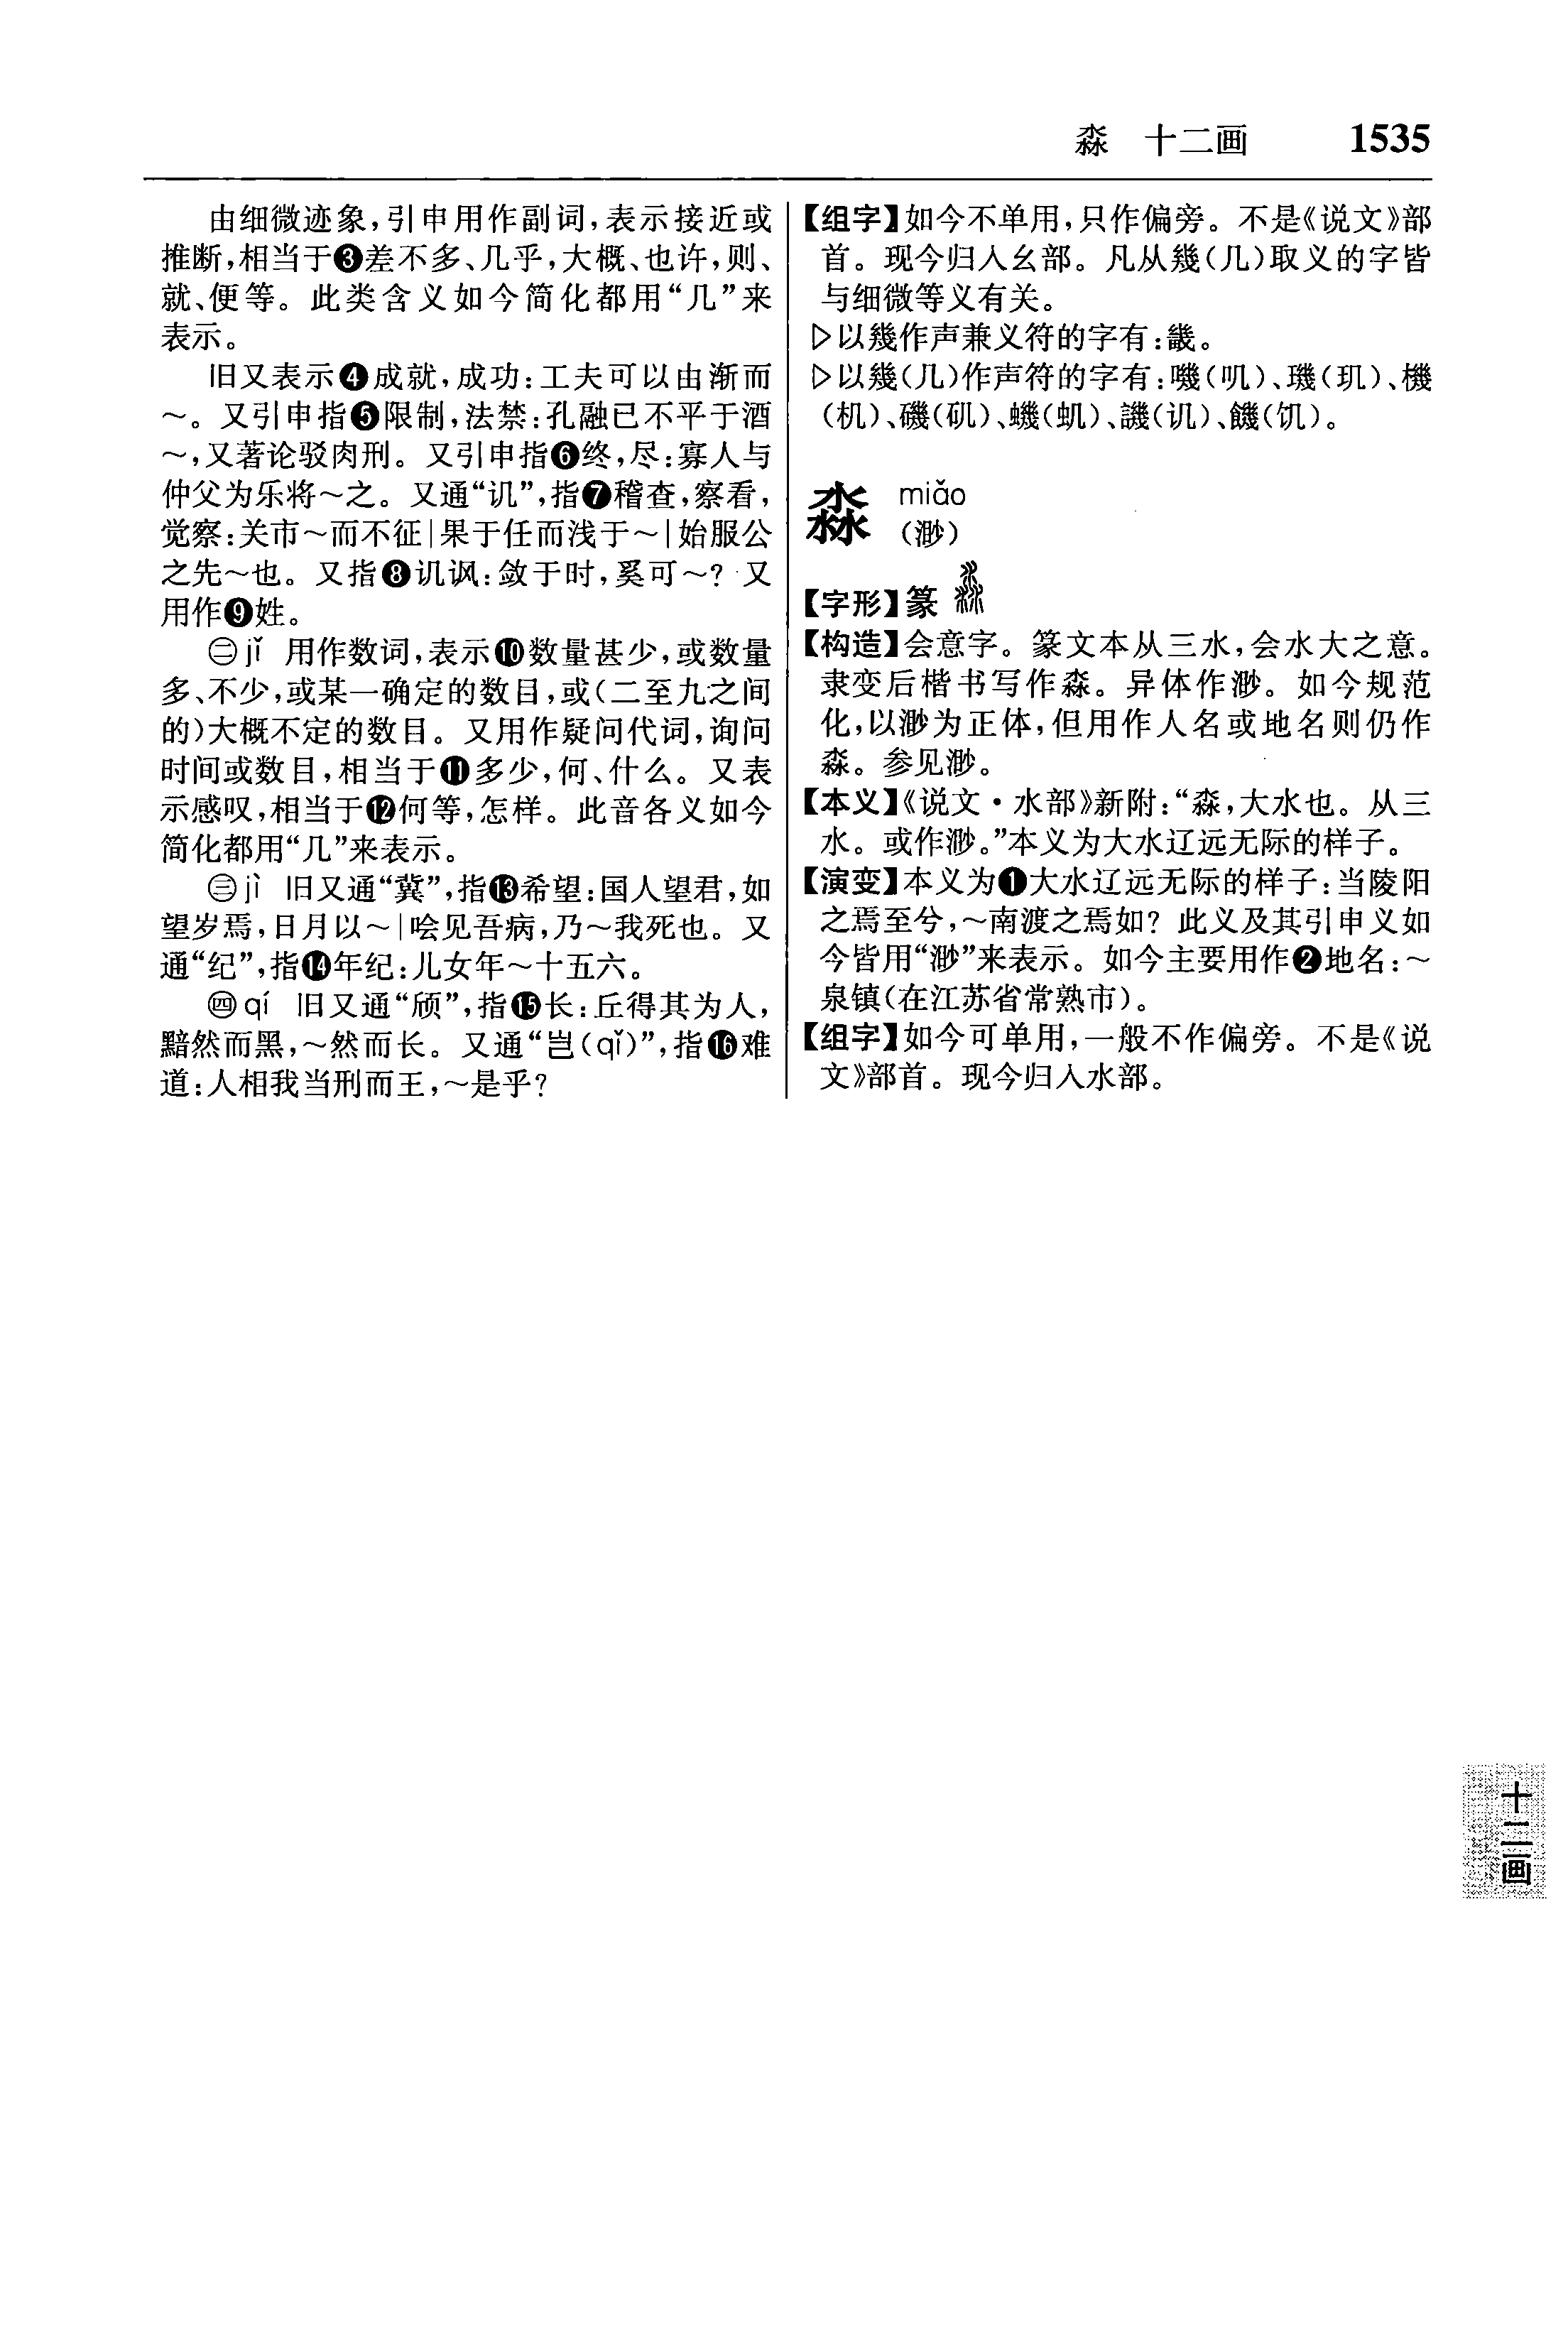 淼　十二画　1535
由细微迹象，引申用作副词，表示接近或
推断，相当于❸差不多、几乎，大概、也许，则、
就、便等。此类含义如今简化都用“几”来
表示。
旧又表示❹成就，成功：工夫可以由渐而
～。又引申指❺限制，法禁：孔融已不平于酒
～，又著论驳肉刑。又引申指❻终，尽：寡人与
仲父为乐将～之。又通“讥”，指❼稽查，察看，
觉察：关市～而不征|果于任而浅于～|始服公
之先～也。又指❽讥讽：敛于时，奚可～？又
用作❾姓。
㊁jǐ 用作数词，表示❿数量甚少，或数量
多、不少，或某一确定的数目，或（二至九之间
的）大概不定的数目。又用作疑问代词，询问
时间或数目，相当于⓫多少，何、什么。又表
示感叹，相当于⓬何等，怎样。此音各义如今
简化都用“几”来表示。
㊂jì 旧又通“冀”，指⓭希望：国人望君，如
望岁焉，日月以～|哙见吾病，乃～我死也。又
通“纪”，指⓮年纪：儿女年～十五六。
㊃qí 旧又通“颀”，指⓯长：丘得其为人，
黯然而黑，～然而长。又通“岂（qǐ）”，指⓰难
道：人相我当刑而王，～是乎？
【组字】如今不单用，只作偏旁。不是《说文》部
首。现今归入幺部。凡从幾（几）取义的字皆
与细微等义有关。
▷以幾作声兼义符的字有：畿。
▷以幾（几）作声符的字有：嘰（叽）、璣（玑）、機
（机）、磯（矶）、蟣（虮）、譏（讥）、饑（饥）。
淼 miǎo
（渺）
【字形】篆
【构造】会意字。篆文本从三水，会水大之意。
隶变后楷书写作淼。异体作渺。如今规范
化，以渺为正体，但用作人名或地名则仍作
淼。参见渺。
【本义】《说文·水部》新附：“淼，大水也。从三
水。或作渺。”本义为大水辽远无际的样子。
【演变】本义为❶大水辽远无际的样子：当陵阳
之焉至兮，～南渡之焉如？此义及其引申义如
今皆用“渺”来表示。如今主要用作❷地名：～
泉镇（在江苏省常熟市）。
【组字】如今可单用，一般不作偏旁。不是《说
文》部首。现今归入水部。
十二画